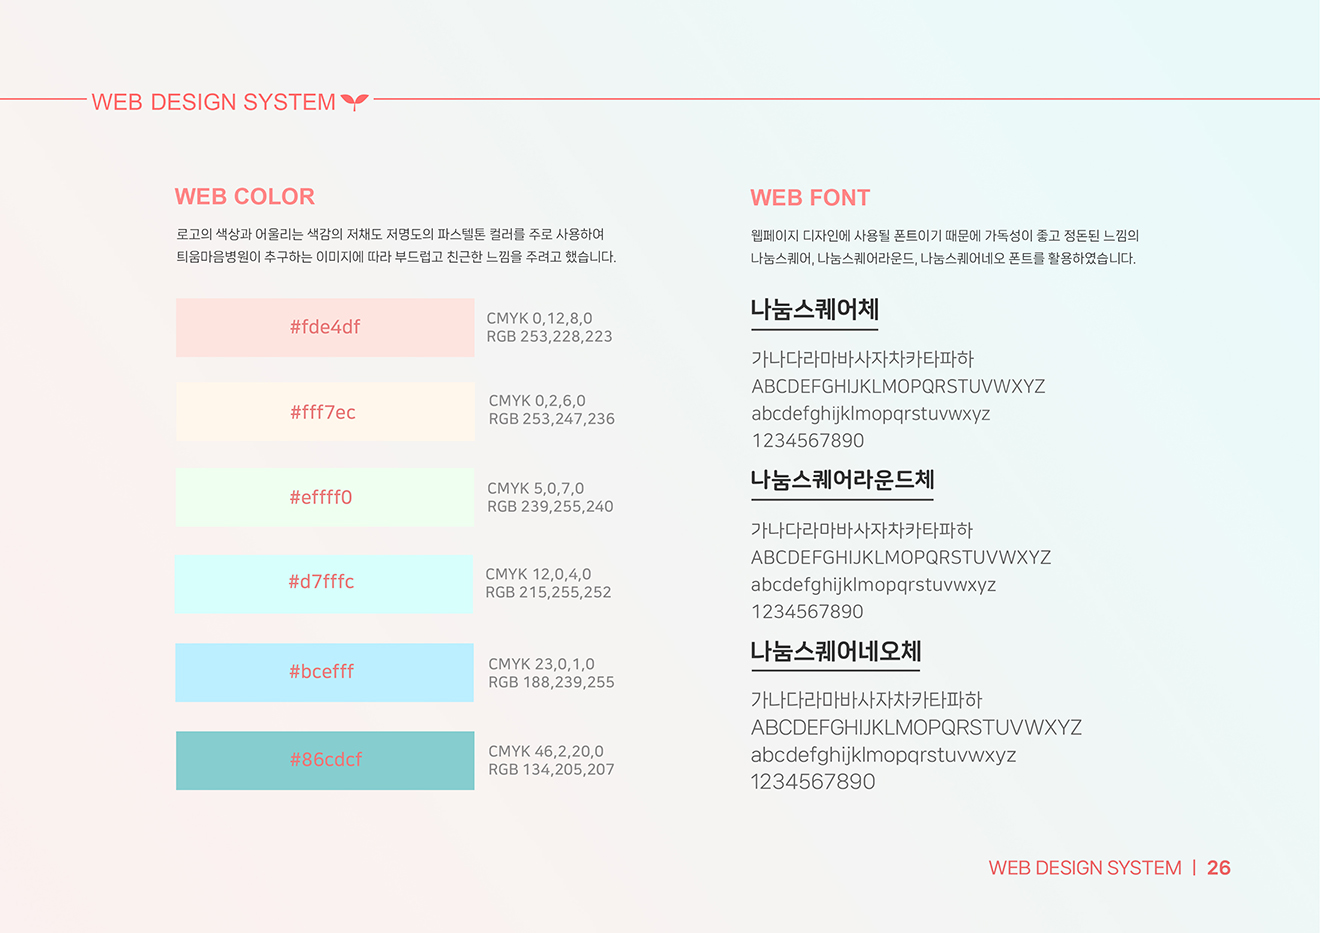 WEB DESIGN SYSTEM
WEB COLOR
로고의 색상과 어울리는 색감의 저채도 저명도의 파스텔톤 컬러를 주로 사용하여
틔움마음병원이 추구하는 이미지에 따라 부드럽고 친근한 느낌을 주려고 했습니다.
#fde4df
CMYK 0,12,8,0
RGB 253,228,223
#fff7ec
CMYK 0,2,6,0
RGB 253,247,236
#effff0
CMYK 5,0,7,0
RGB 239,255,240
#d7fffc
CMYK 12,0,4,0
RGB 215,255,252
#bcefff
CMYK 23,0,1,0
RGB 188,239,255
#86cdcf
CMYK 46,2,20,0
RGB 134,205,207
WEB FONT
웹페이지 디자인에 사용될 폰트이기 때문에 가독성이 좋고 정돈된 느낌의
나눔스퀘어, 나눔스퀘어라운드, 나눔스퀘어네오 폰트를 활용하였습니다.
나눔스퀘어체
가나다라마바사자차카타파하
ABCDEFGHIJKLMOPQRSTUVWXYZ
abcdefghijklmopqrstuvwxyz
1234567890
나눔스퀘어라운드체
가나다라마바사자차카타파하
ABCDEFGHIJKLMOPQRSTUVWXYZ
abcdefghijklmopqrstuvwxyz
1234567890
나눔스퀘어네오체
가나다라마바사자차카타파하
ABCDEFGHIJKLMOPQRSTUVWXYZ
abcdefghijklmopqrstuvwxyz
1234567890
WEB DESIGN SYSTEM | 26